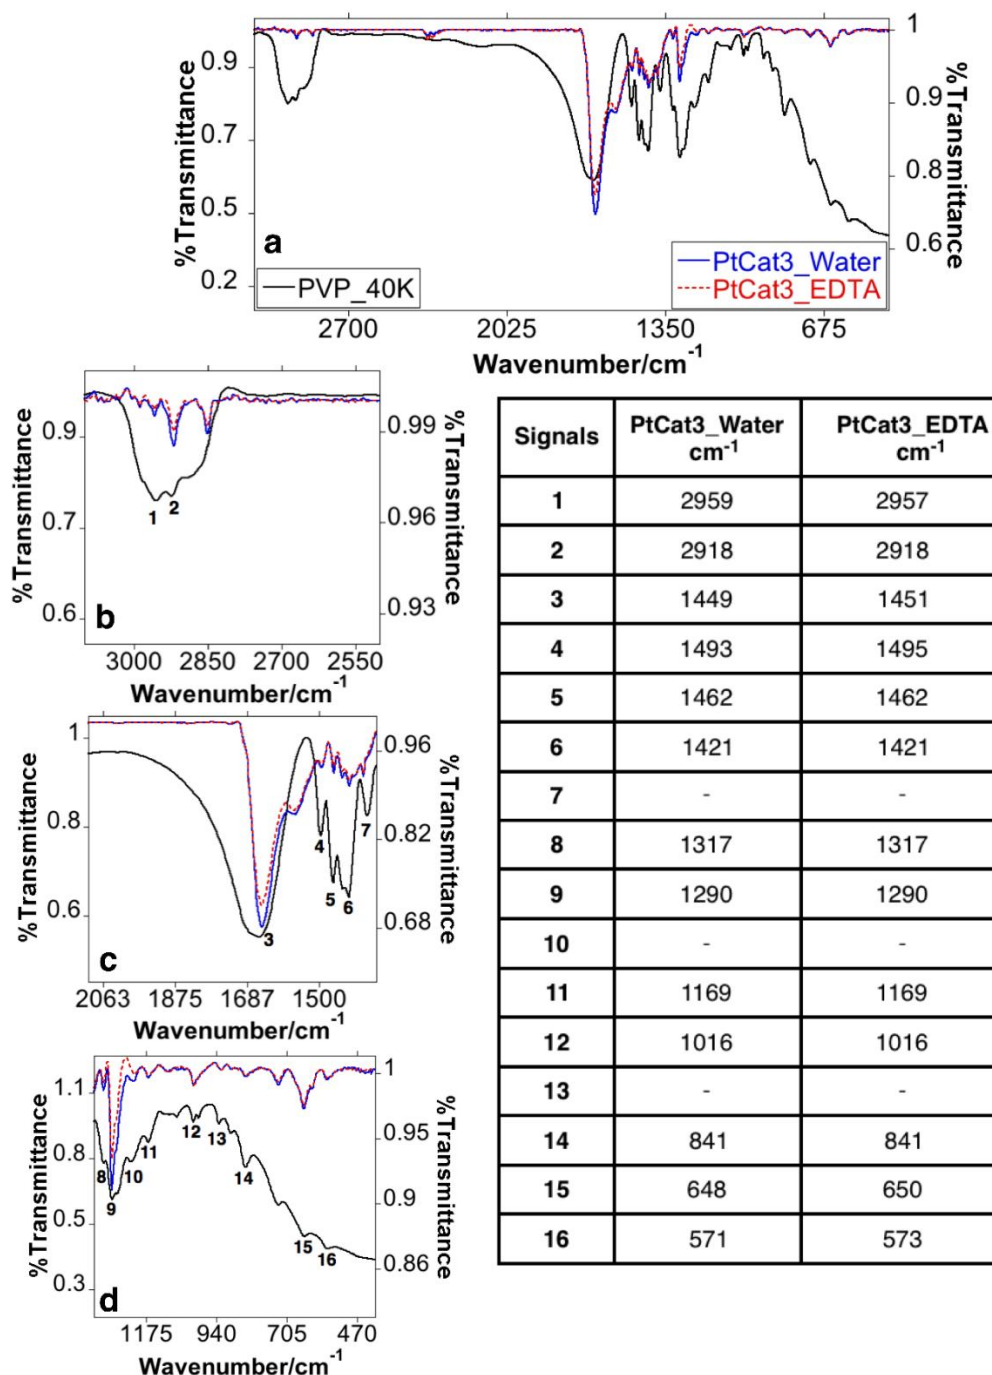 1
0.9
0.9
0.7
0.8
0.5
0.6
0.2
%Transmittance
%Transmittance
a
PVP_40K
PtCat3_Water
PtCat3_EDTA
2700 2025 1350 675
Wavenumber/cm-1
0.9
0.7
0.6
0.99
0.96
0.93
%Transmittance
%Transmittance
1 2
b
3000 2850 2700 2550
Wavenumber/cm-1
1
0.8
0.6
0.96
0.82
0.68
%Transmittance
%Transmittance
3 4 5 6 7
c
2063 1875 1687 1500
Wavenumber/cm-1
1.1
0.8
0.5
0.3
1
0.95
0.9
0.86
%Transmittance
%Transmittance
8 9 10 11 12 13 14 15 16
d
1175 940 705 470
Wavenumber/cm-1
Signals PtCat3_Water cm-1 PtCat3_EDTA cm-1
1 2959 2957
2 2918 2918
3 1449 1451
4 1493 1495
5 1462 1462
6 1421 1421
7 - -
8 1317 1317
9 1290 1290
10 - -
11 1169 1169
12 1016 1016
13 - -
14 841 841
15 648 650
16 571 573